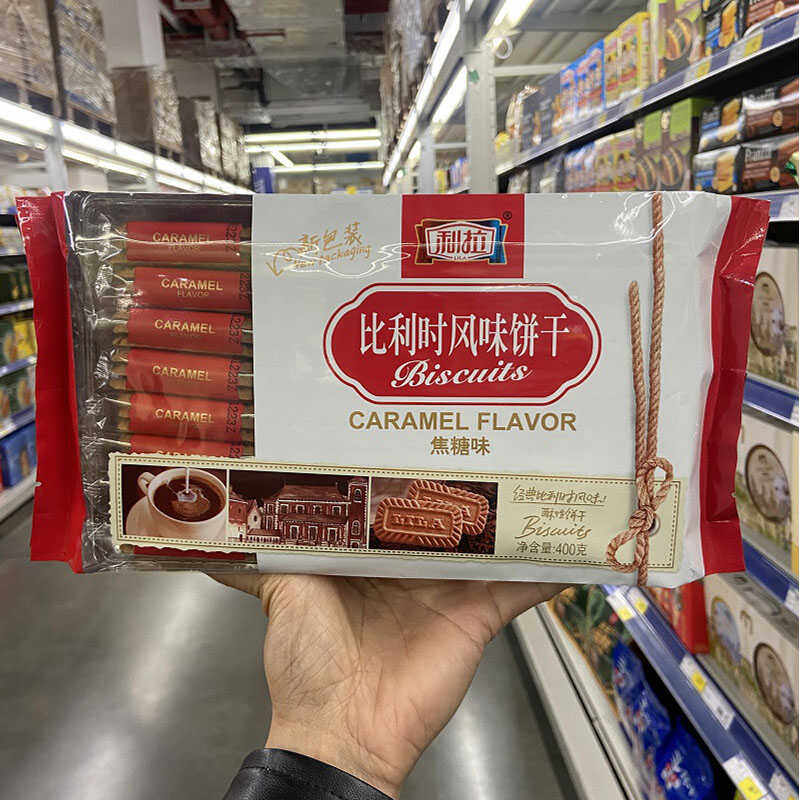 新包装
New Packaging
利拉
LILA
®
比利时风味饼干
Biscuits
CARAMEL FLAVOR
焦糖味
CARAMEL
FLAVOR
CARAMEL
FLAVOR
CARAMEL
CARAMEL
CARAMEL
经典比利时风味
Biscuits
净含量:400克